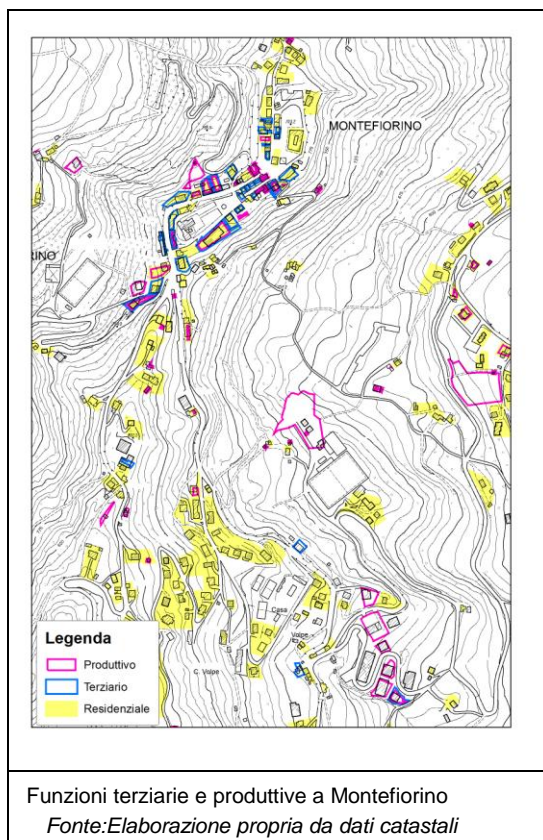 MONTEFIORINO
RINO
Casa
Volpe
C. Volpe
Legenda
Produttivo
Terziario
Residenziale
Funzioni terziarie e produttive a Montefiorino
Fonte:Elaborazione propria da dati catastali